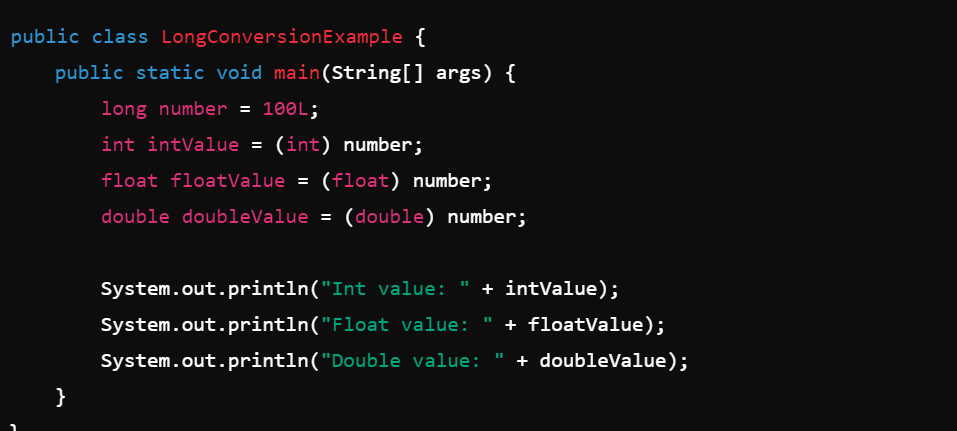 public class LongConversionExample {
    public static void main(String[] args) {
        long number = 100L;
        int intValue = (int) number;
        float floatValue = (float) number;
        double doubleValue = (double) number;

        System.out.println("Int value: " + intValue);
        System.out.println("Float value: " + floatValue);
        System.out.println("Double value: " + doubleValue);
    }
}